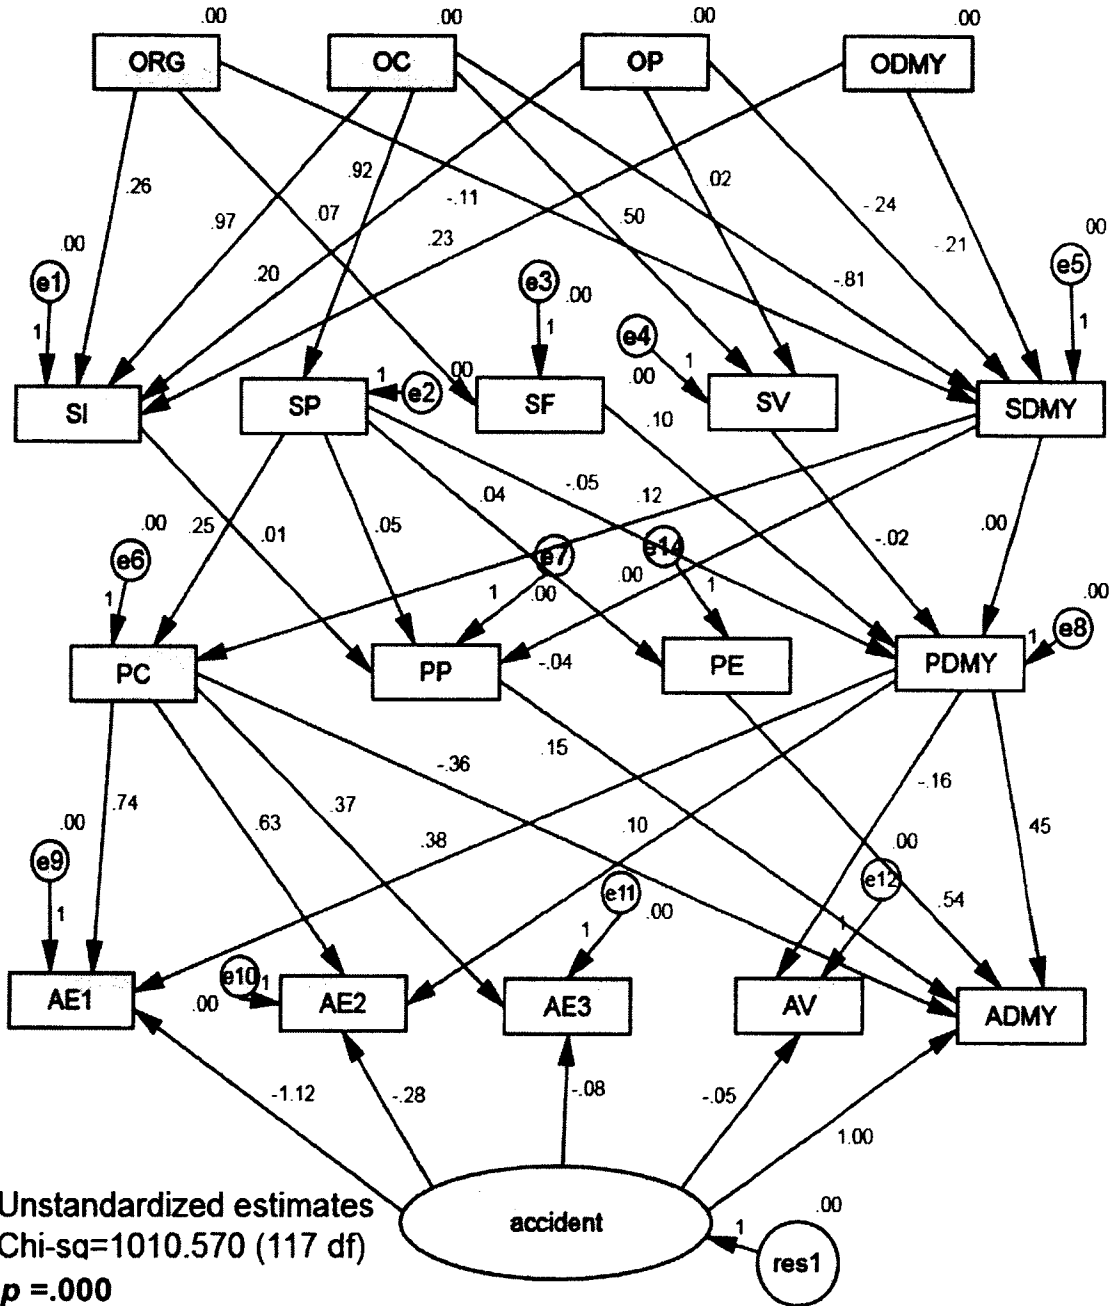 .00 .00 .00 .00
ORG OC OP ODMY
.26 .97 .07 .92 -.11 .50 .02 -.24
.20 .23 -.81 -.21
.00 .00 00
e1 e3 e4 e5
1 1 1 1
.00 .00
1 e2
SI SP SF SV SDMY
.10
.04 -.05 .12
.00 .25 .01 .05 -.02 .00
e6 e7 e14 e8
1 1 .00 .00 1 1 .00
PC PP PE PDMY
-.04
-.36 .15 -.16
.74 .63 .37 .38 .10 .00 45
.00 .54
e9 e11 e12
1 1 .00 1
e10 1
.00
AE1 AE2 AE3 AV ADMY
-1.12 -.28 -.08 -.05 1.00
accident
.00
1
res1
Unstandardized estimates
Chi-sq=1010.570 (117 df)
p =.000